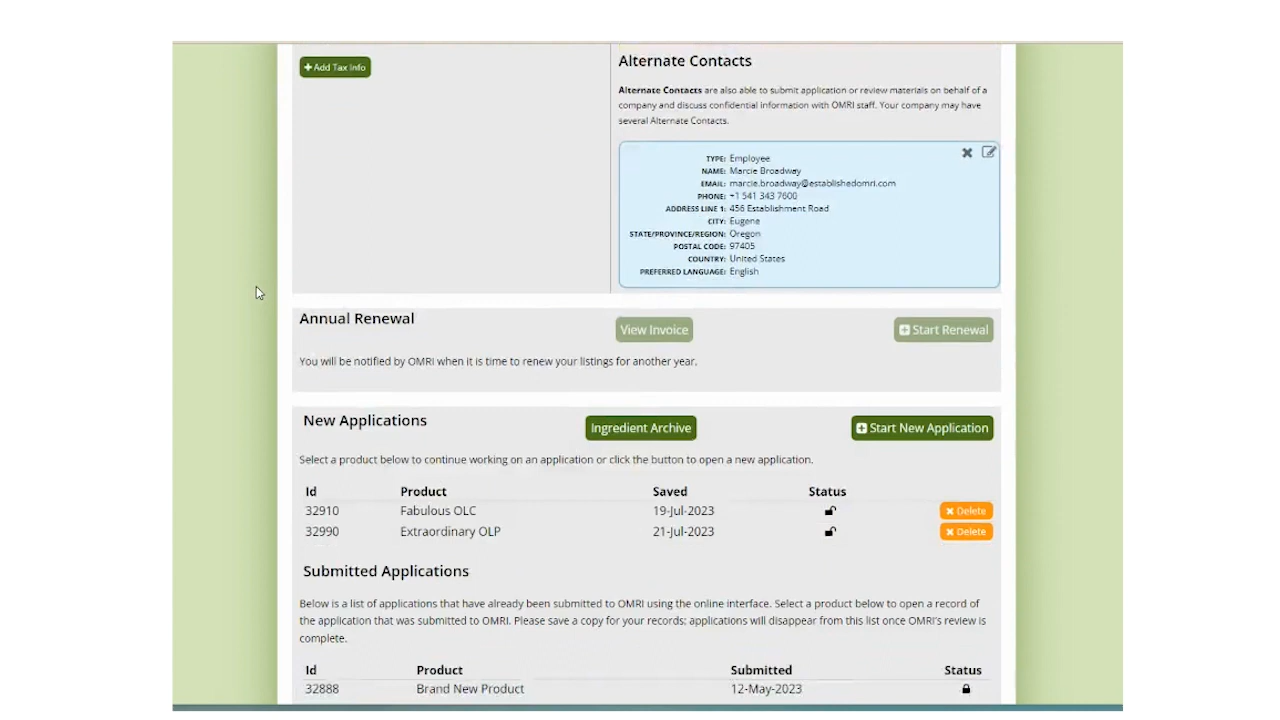 Add Tax Info
Alternate Contacts
Alternate Contacts are also able to submit application or review materials on behalf of a
company and discuss confidential information with OMRI staff. Your company may have
several Alternate Contacts.
TYPE: Employee
NAME: Marcie Broadway
EMAIL: marcie.broadway@establishedomri.com
PHONE: +1 541 343 7600
ADDRESS LINE 1: 456 Establishment Road
CITY: Eugene
STATE/PROVINCE/REGION: Oregon
POSTAL CODE: 97405
COUNTRY: United States
PREFERRED LANGUAGE: English
Annual Renewal View Invoice Start Renewal
You will be notified by OMRI when it is time to renew your listings for another year.
New Applications Ingredient Archive Start New Application
Select a product below to continue working on an application or click the button to open a new application.
Id Product Saved Status
32910 Fabulous OLC 19-Jul-2023 Delete
32990 Extraordinary OLP 21-Jul-2023 Delete
Submitted Applications
Below is a list of applications that have already been submitted to OMRI using the online interface. Select a product below to open a record of
the application that was submitted to OMRI. Please save a copy for your records; applications will disappear from this list once OMRI's review is
complete.
Id Product Submitted Status
32888 Brand New Product 12-May-2023